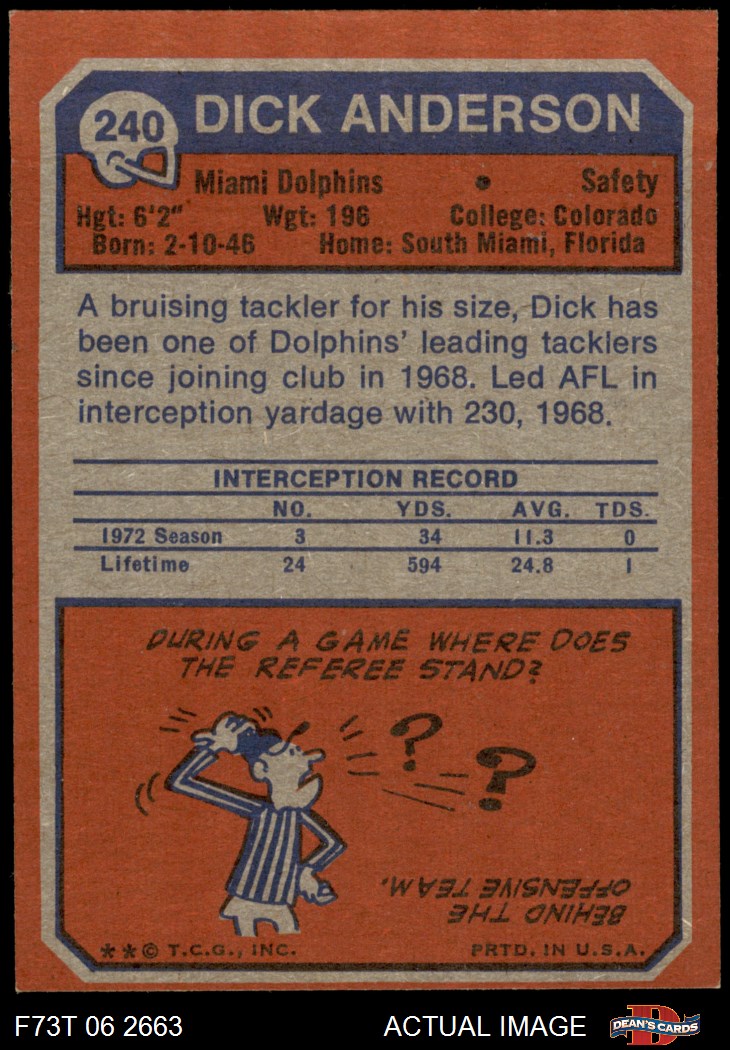 240
DICK ANDERSON
Miami Dolphins • Safety
Hgt: 6'2" Wgt: 196 College: Colorado
Born: 2-10-46 Home: South Miami, Florida
A bruising tackler for his size, Dick has
been one of Dolphins' leading tacklers
since joining club in 1968. Led AFL in
interception yardage with 230, 1968.
INTERCEPTION RECORD
NO. YDS. AVG. TDS.
1972 Season 3 34 11.3 0
Lifetime 24 594 24.8 1
DURING A GAME WHERE DOES
THE REFEREE STAND?
? ?
BEHIND THE
OFFENSIVE TEAM.
**© T.C.G., INC. PRTD. IN U.S.A.
F73T 06 2663 ACTUAL IMAGE D DEAN'S CARDS